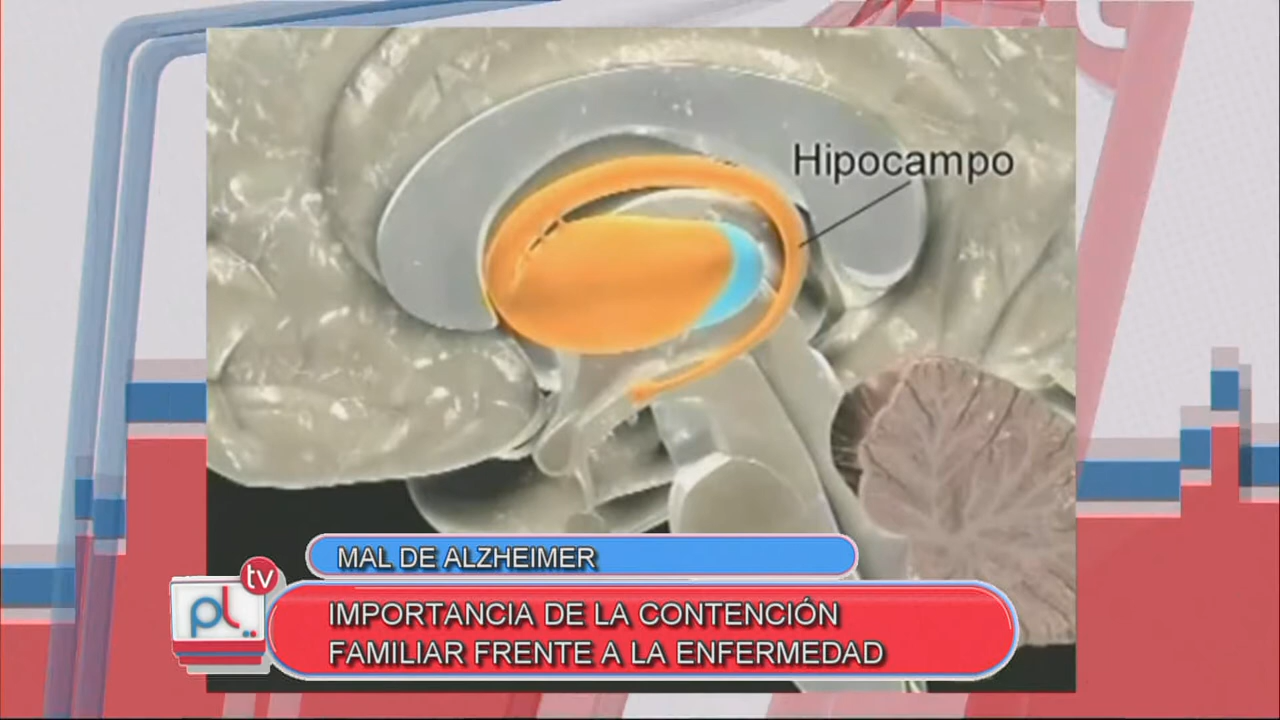 Hipocampo
MAL DE ALZHEIMER
tv
pl..
IMPORTANCIA DE LA CONTENCIÓN
FAMILIAR FRENTE A LA ENFERMEDAD